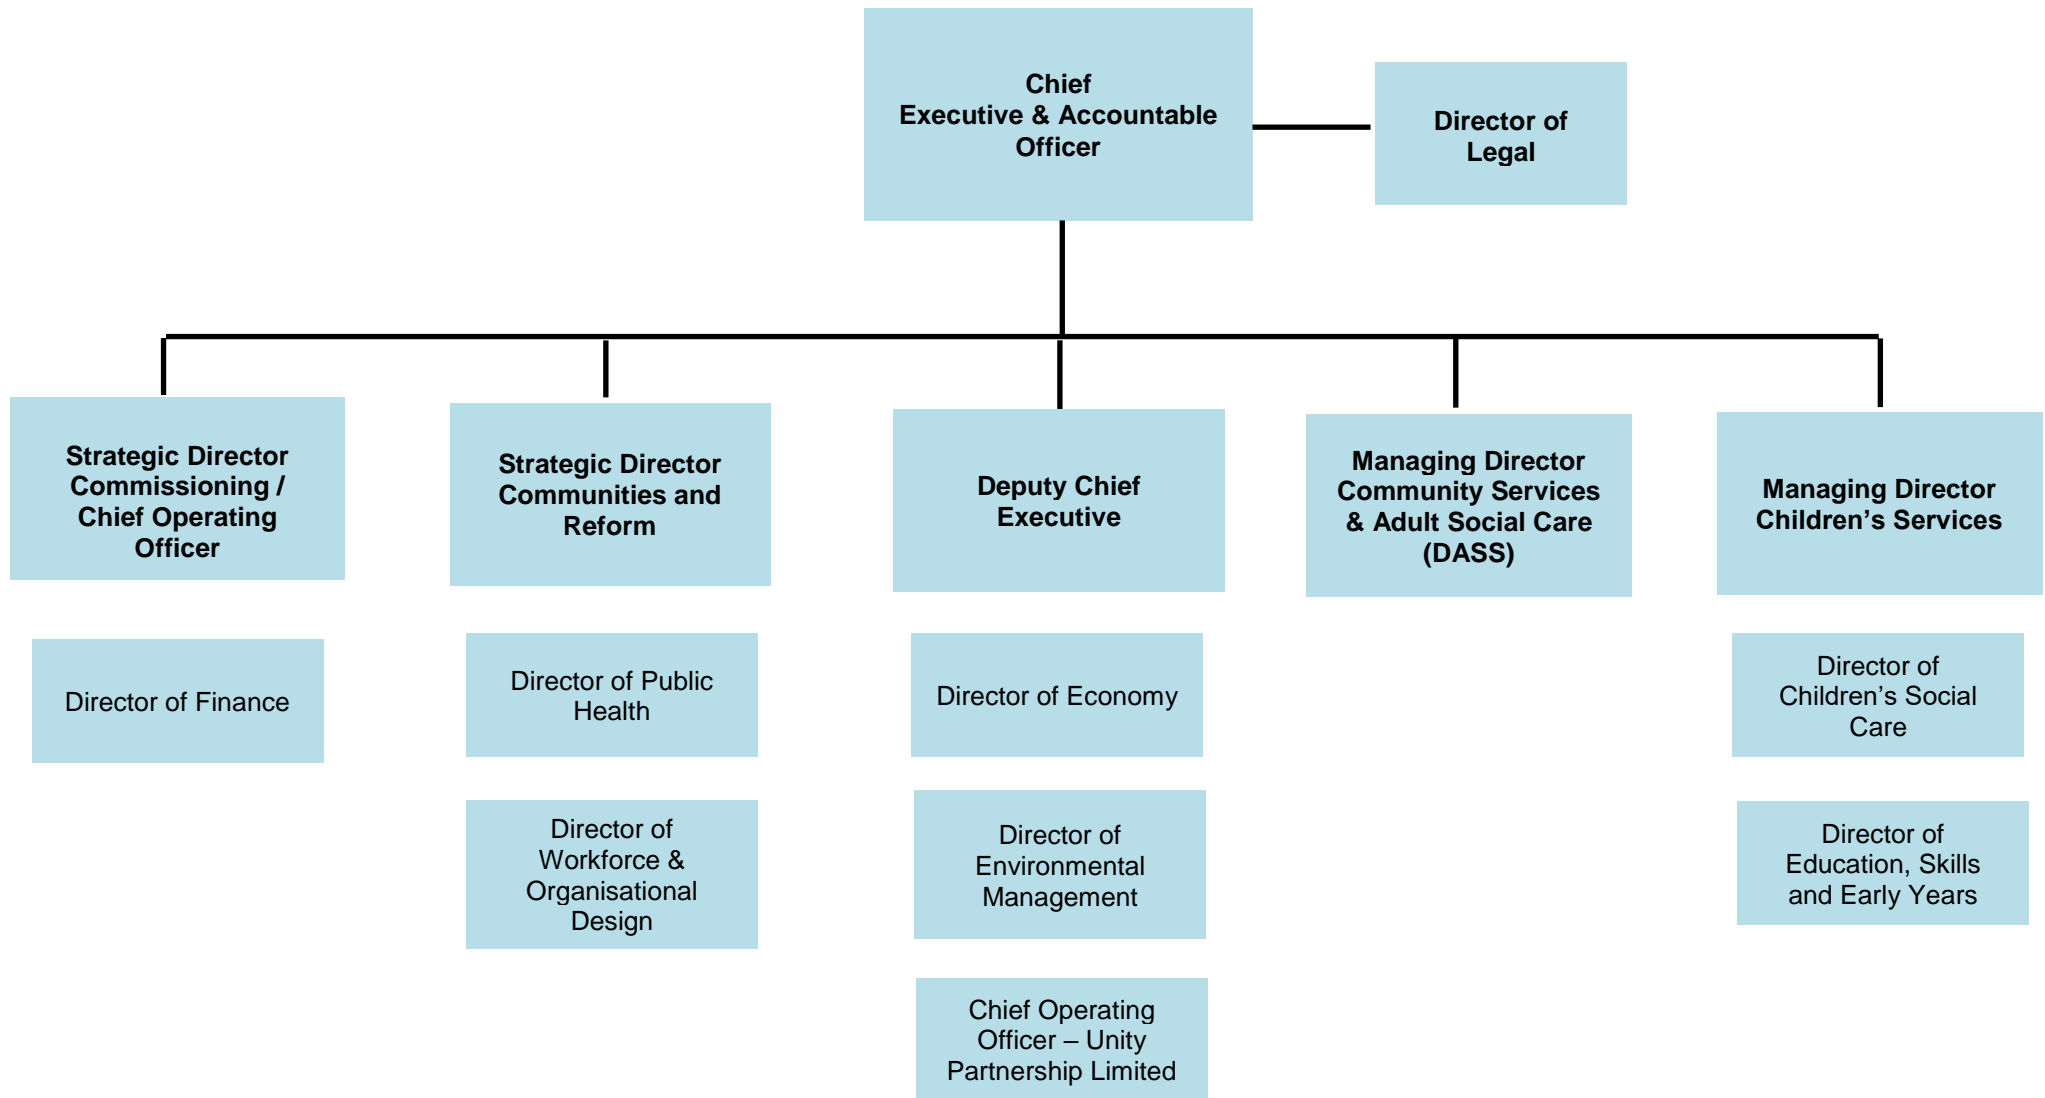 Chief
Executive & Accountable
Officer
Director of
Legal
Strategic Director
Commissioning /
Chief Operating
Officer
Strategic Director
Communities and
Reform
Deputy Chief
Executive
Managing Director
Community Services
& Adult Social Care
(DASS)
Managing Director
Children’s Services
Director of Finance
Director of Public
Health
Director of Economy
Director of
Children’s Social
Care
Director of
Workforce &
Organisational
Design
Director of
Environmental
Management
Director of
Education, Skills
and Early Years
Chief Operating
Officer – Unity
Partnership Limited